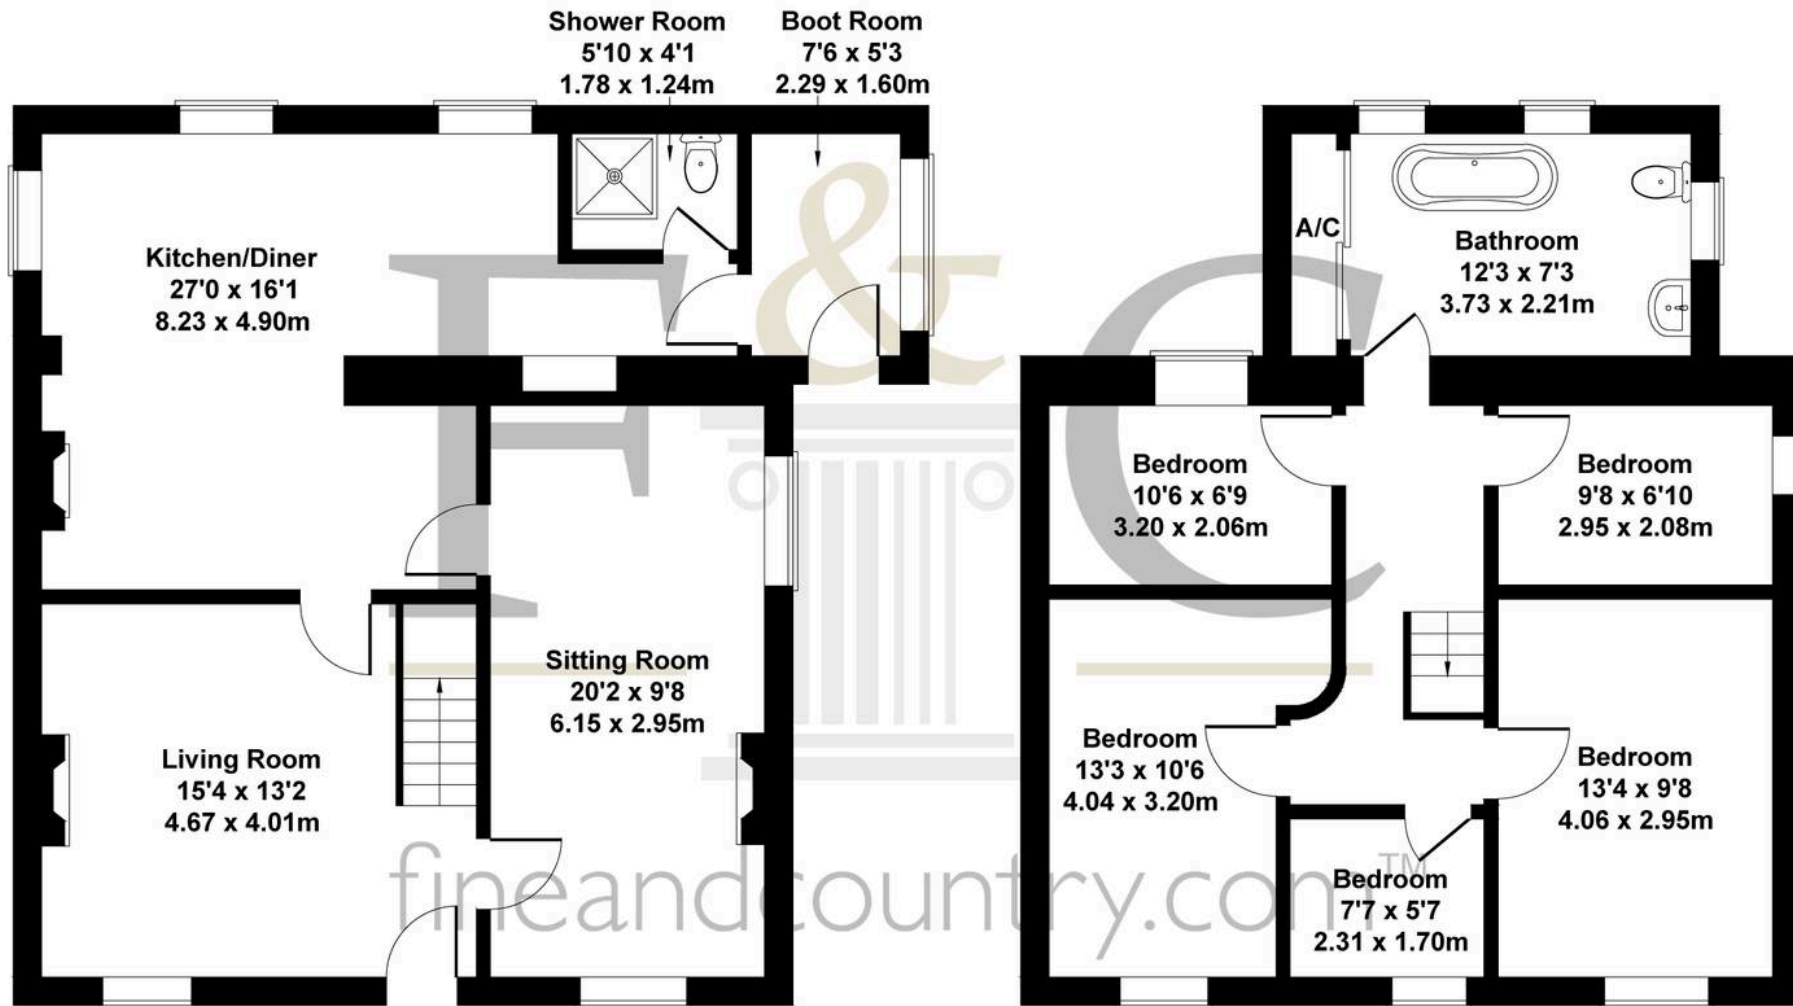 Shower Room
5'10 x 4'1
1.78 x 1.24m
Boot Room
7'6 x 5'3
2.29 x 1.60m
Kitchen/Diner
27'0 x 16'1
8.23 x 4.90m
Living Room
15'4 x 13'2
4.67 x 4.01m
Sitting Room
20'2 x 9'8
6.15 x 2.95m
A/C
Bathroom
12'3 x 7'3
3.73 x 2.21m
Bedroom
10'6 x 6'9
3.20 x 2.06m
Bedroom
9'8 x 6'10
2.95 x 2.08m
Bedroom
13'3 x 10'6
4.04 x 3.20m
Bedroom
13'4 x 9'8
4.06 x 2.95m
Bedroom
7'7 x 5'7
2.31 x 1.70m
F&C
fineandcountry.com™